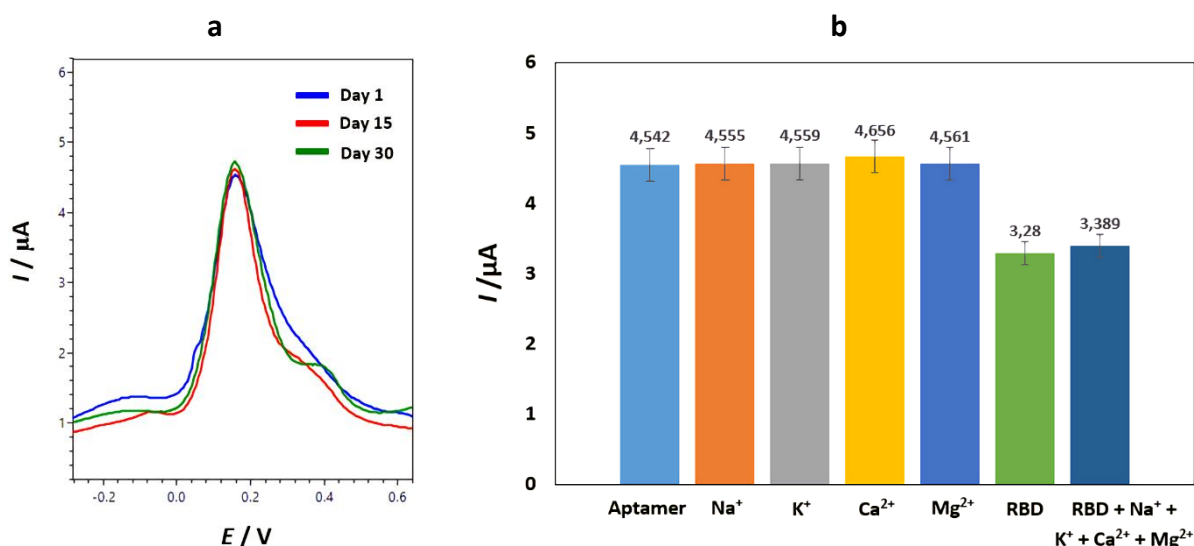 a
6
5
4
3
2
1
-0.2 0.0 0.2 0.4 0.6
I / µA
E / V
Day 1
Day 15
Day 30
b
6
5
4
3
2
1
0
I /µA
4,542
4,555
4,559
4,656
4,561
3,28
3,389
Aptamer Na⁺ K⁺ Ca²⁺ Mg²⁺ RBD RBD + Na⁺ +
K⁺ + Ca²⁺ + Mg²⁺